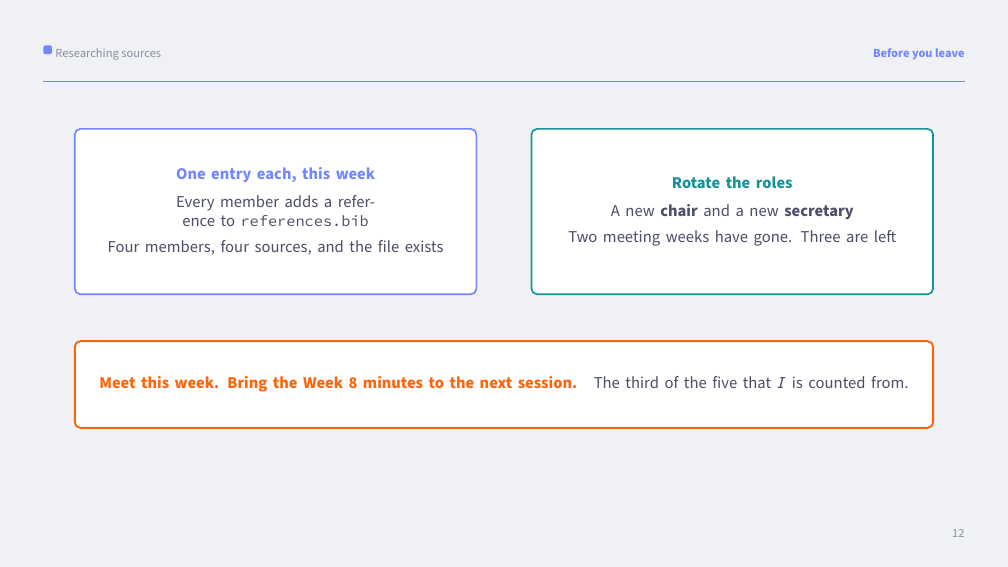 Researching sources
Before you leave
One entry each, this week
Every member adds a refer-
ence to references.bib
Four members, four sources, and the file exists
Rotate the roles
A new chair and a new secretary
Two meeting weeks have gone. Three are left
Meet this week. Bring the Week 8 minutes to the next session. The third of the five that I is counted from.
12